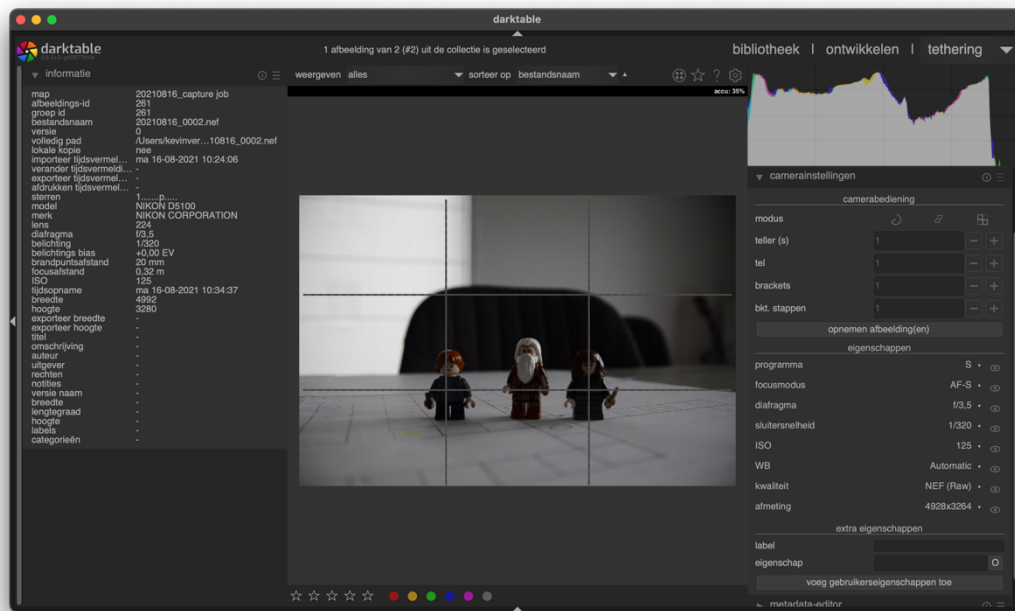 darktable
darktable
1 afbeelding van 2 (#2) uit de collectie is geselecteerd
bibliotheek | ontwikkelen | tethering
informatie
weergeven alles sorteer op bestandsnaam
accu: 35%
map 20210816_capture job
afbeeldings-id 261
groep id 261
bestandsnaam 20210816_0002.nef
versie 0
volledig pad /Users/kevinver...10816_0002.nef
lokale kopie nee
importeer tijdsvermel... ma 16-08-2021 10:24:06
verander tijdsvermeldi... -
exporteer tijdsvermel... -
afdrukken tijdsvermel... -
sterren 1.......p.....
model NIKON D5100
merk NIKON CORPORATION
lens 224
diafragma f/3,5
belichting 1/320
belichtings bias +0,00 EV
brandpuntsafstand 20 mm
focusafstand 0,32 m
ISO 125
tijdsopname ma 16-08-2021 10:34:37
breedte 4992
hoogte 3280
exporteer breedte -
exporteer hoogte -
titel -
omschrijving -
auteur -
uitgever -
rechten -
notities -
versie naam -
breedte -
lengtegraad -
hoogte -
labels -
categorieën -
camerainstellingen
camerabediening
modus
teller (s) 1 − +
tel 1 − +
brackets 1 − +
bkt. stappen 1 − +
opnemen afbeelding(en)
eigenschappen
programma S
focusmodus AF-S
diafragma f/3,5
sluitersnelheid 1/320
ISO 125
WB Automatic
kwaliteit NEF (Raw)
afmeting 4928x3264
extra eigenschappen
label
eigenschap O
voeg gebruikerseigenschappen toe
metadata-editor